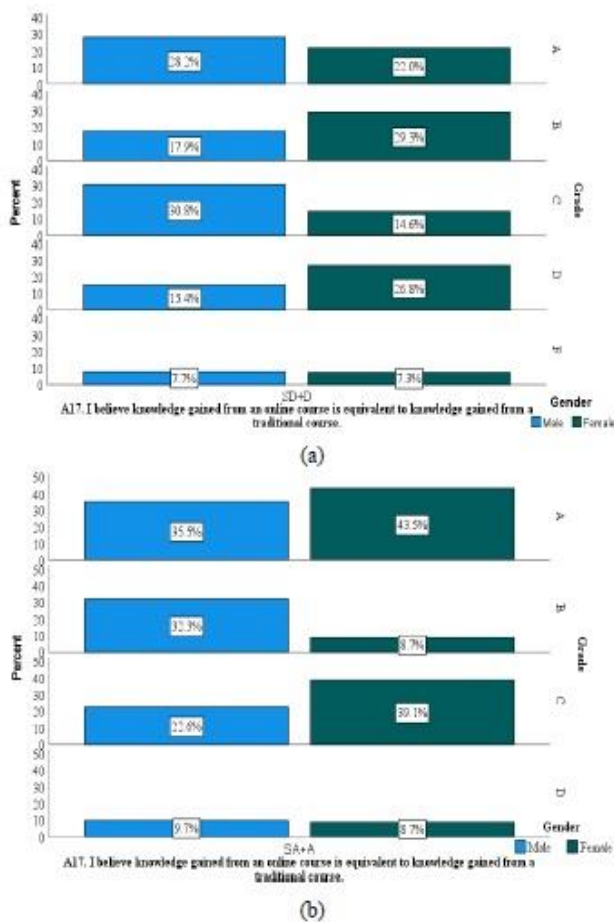 40
30
20
10
0
28.2%
22.0%
A
40
30
20
10
0
17.9%
29.3%
B
40
30
20
10
0
30.8%
14.6%
C
40
30
20
10
0
15.4%
26.8%
D
40
30
20
10
0
7.7%
7.3%
F
Percent
Grade
SD+D
A17. I believe knowledge gained from an online course is equivalent to knowledge gained from a
traditional course.
Gender
Male Female
(a)
50
40
30
20
10
0
35.5%
43.5%
A
50
40
30
20
10
0
32.3%
8.7%
B
50
40
30
20
10
0
22.6%
39.1%
C
50
40
30
20
10
0
9.7%
8.7%
D
Percent
Grade
SA+A
A17. I believe knowledge gained from an online course is equivalent to knowledge gained from a
traditional course.
Gender
Male Female
(b)